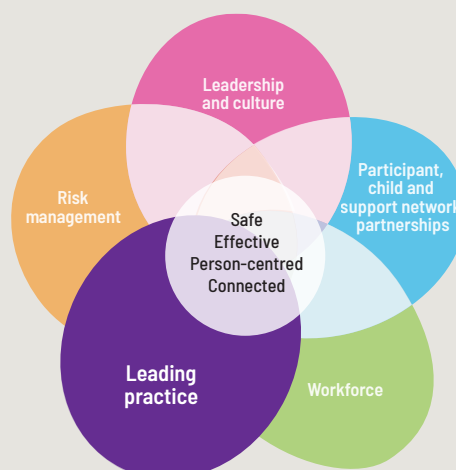 Leadership
and culture
Participant,
child and
support network
partnerships
Risk
management
Safe
Effective
Person-centred
Connected
Leading
practice
Workforce